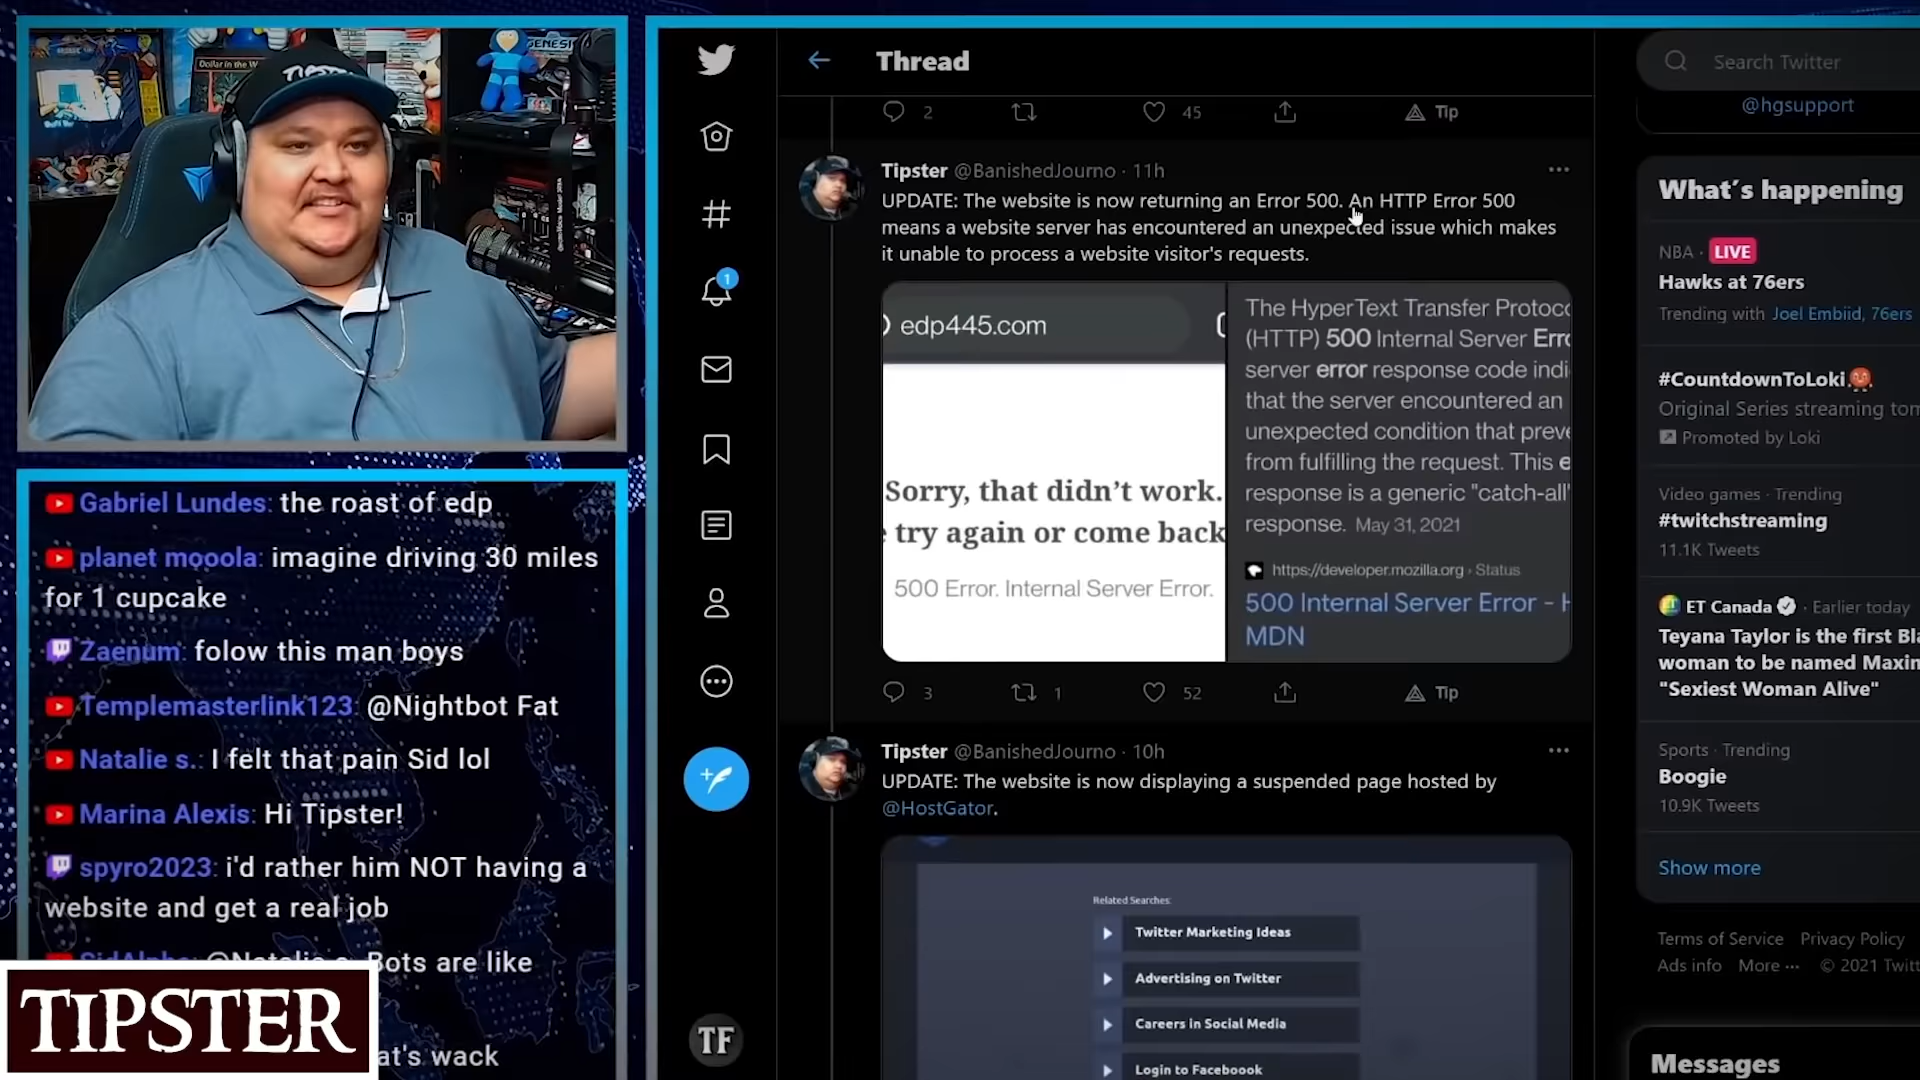 TIPSTER
GENESIS
Gabriel Lundes: the roast of edp
planet mooola: imagine driving 30 miles
for 1 cupcake
Zaenum: folow this man boys
Templemasterlink123: @Nightbot Fat
Natalie s.: I felt that pain Sid lol
Marina Alexis: Hi Tipster!
spyro2023: i'd rather him NOT having a
website and get a real job
Bots are like
at's wack
TIPSTER
TF
Thread
2
45
Tip
Tipster @BanishedJourno · 11h
UPDATE: The website is now returning an Error 500. An HTTP Error 500
means a website server has encountered an unexpected issue which makes
it unable to process a website visitor's requests.
edp445.com
Sorry, that didn't work.
e try again or come back
500 Error. Internal Server Error.
The HyperText Transfer Protoco
(HTTP) 500 Internal Server Erro
server error response code indi
that the server encountered an
unexpected condition that preve
from fulfilling the request. This e
response is a generic "catch-all"
response. May 31, 2021
https://developer.mozilla.org › Status
500 Internal Server Error - H
MDN
3
1
52
Tip
Tipster @BanishedJourno · 10h
UPDATE: The website is now displaying a suspended page hosted by
@HostGator.
Related Searches:
Twitter Marketing Ideas
Advertising on Twitter
Careers in Social Media
Login to Faceboook
1
Search Twitter
@hgsupport
What's happening
NBA · LIVE
Hawks at 76ers
Trending with Joel Embiid, 76ers
#CountdownToLoki
Original Series streaming tom
Promoted by Loki
Video games · Trending
#twitchstreaming
11.1K Tweets
ET Canada · Earlier today
Teyana Taylor is the first Bla
woman to be named Maxim
"Sexiest Woman Alive"
Sports · Trending
Boogie
10.9K Tweets
Show more
Terms of Service Privacy Policy
Ads info More ··· © 2021 Twitt
Messages